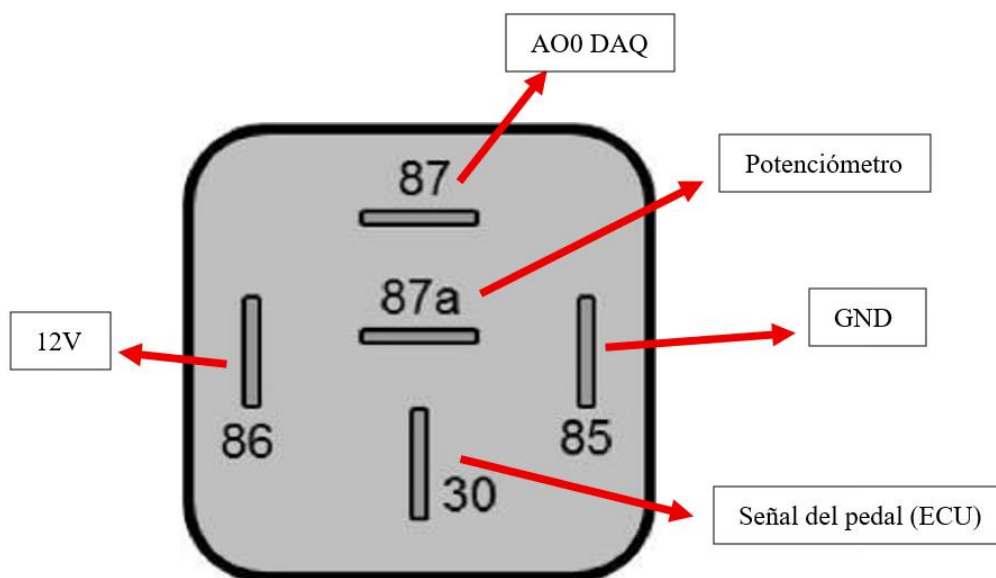 AO0 DAQ
87
Potenciómetro
87a
12V
GND
86
85
30
Señal del pedal (ECU)